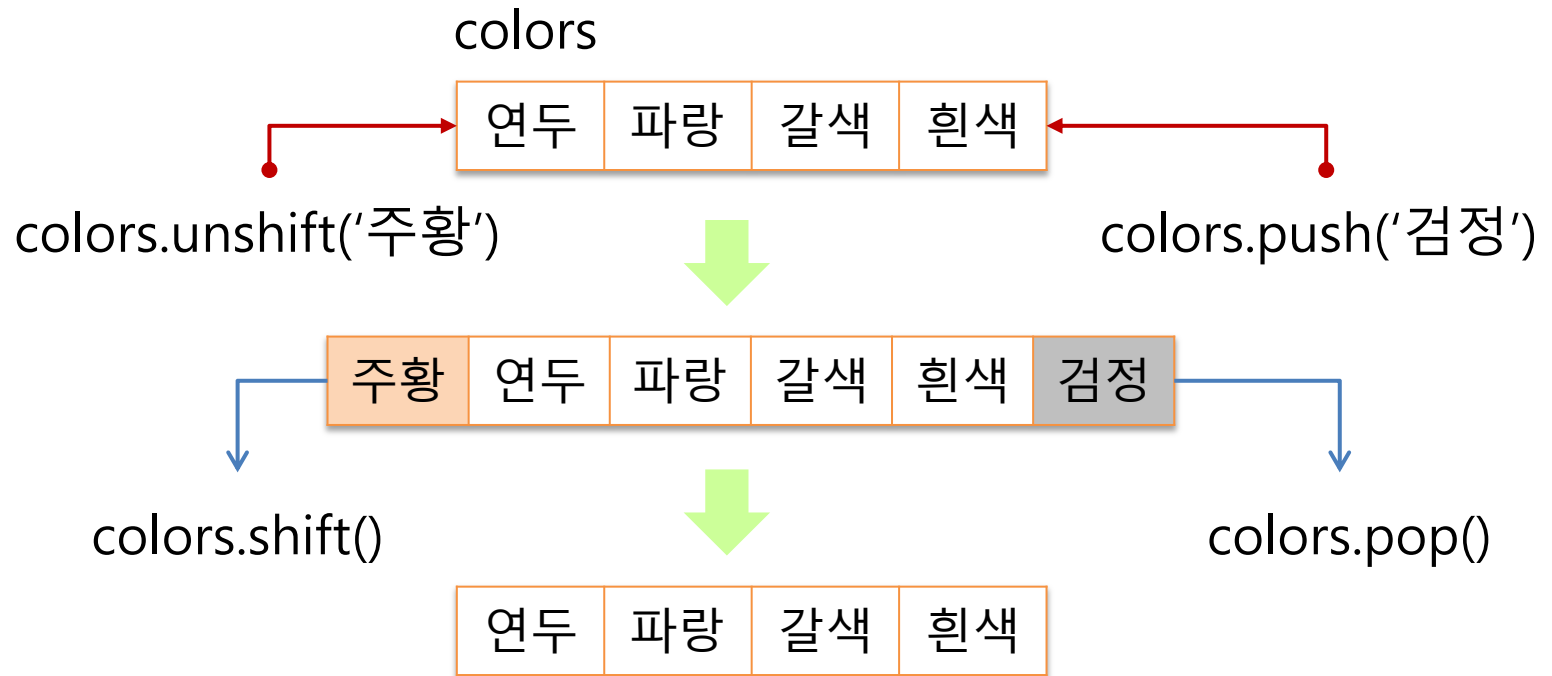 colors
연두 파랑 갈색 흰색
colors.unshift(‘주황’) colors.push(‘검정’)
주황 연두 파랑 갈색 흰색 검정
colors.shift() colors.pop()
연두 파랑 갈색 흰색